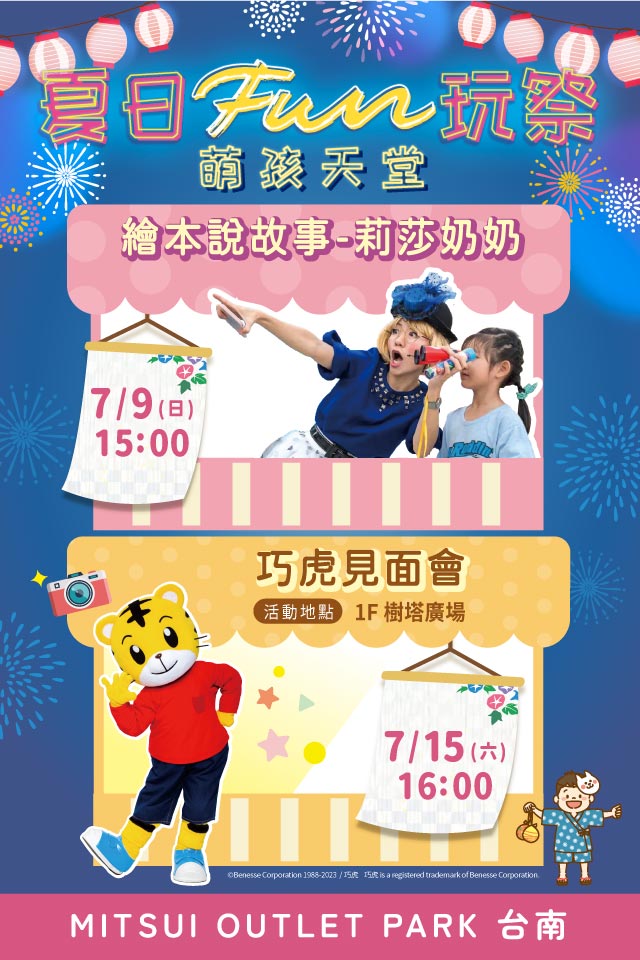 夏日Fun玩祭
萌孩天堂
繪本說故事-莉莎奶奶
7/9(日)
15:00
巧虎見面會
活動地點 1F 樹塔廣場
7/15(六)
16:00
©Benesse Corporation 1988-2023 / 巧虎 巧虎 is a registered trademark of Benesse Corporation.
MITSUI OUTLET PARK 台南